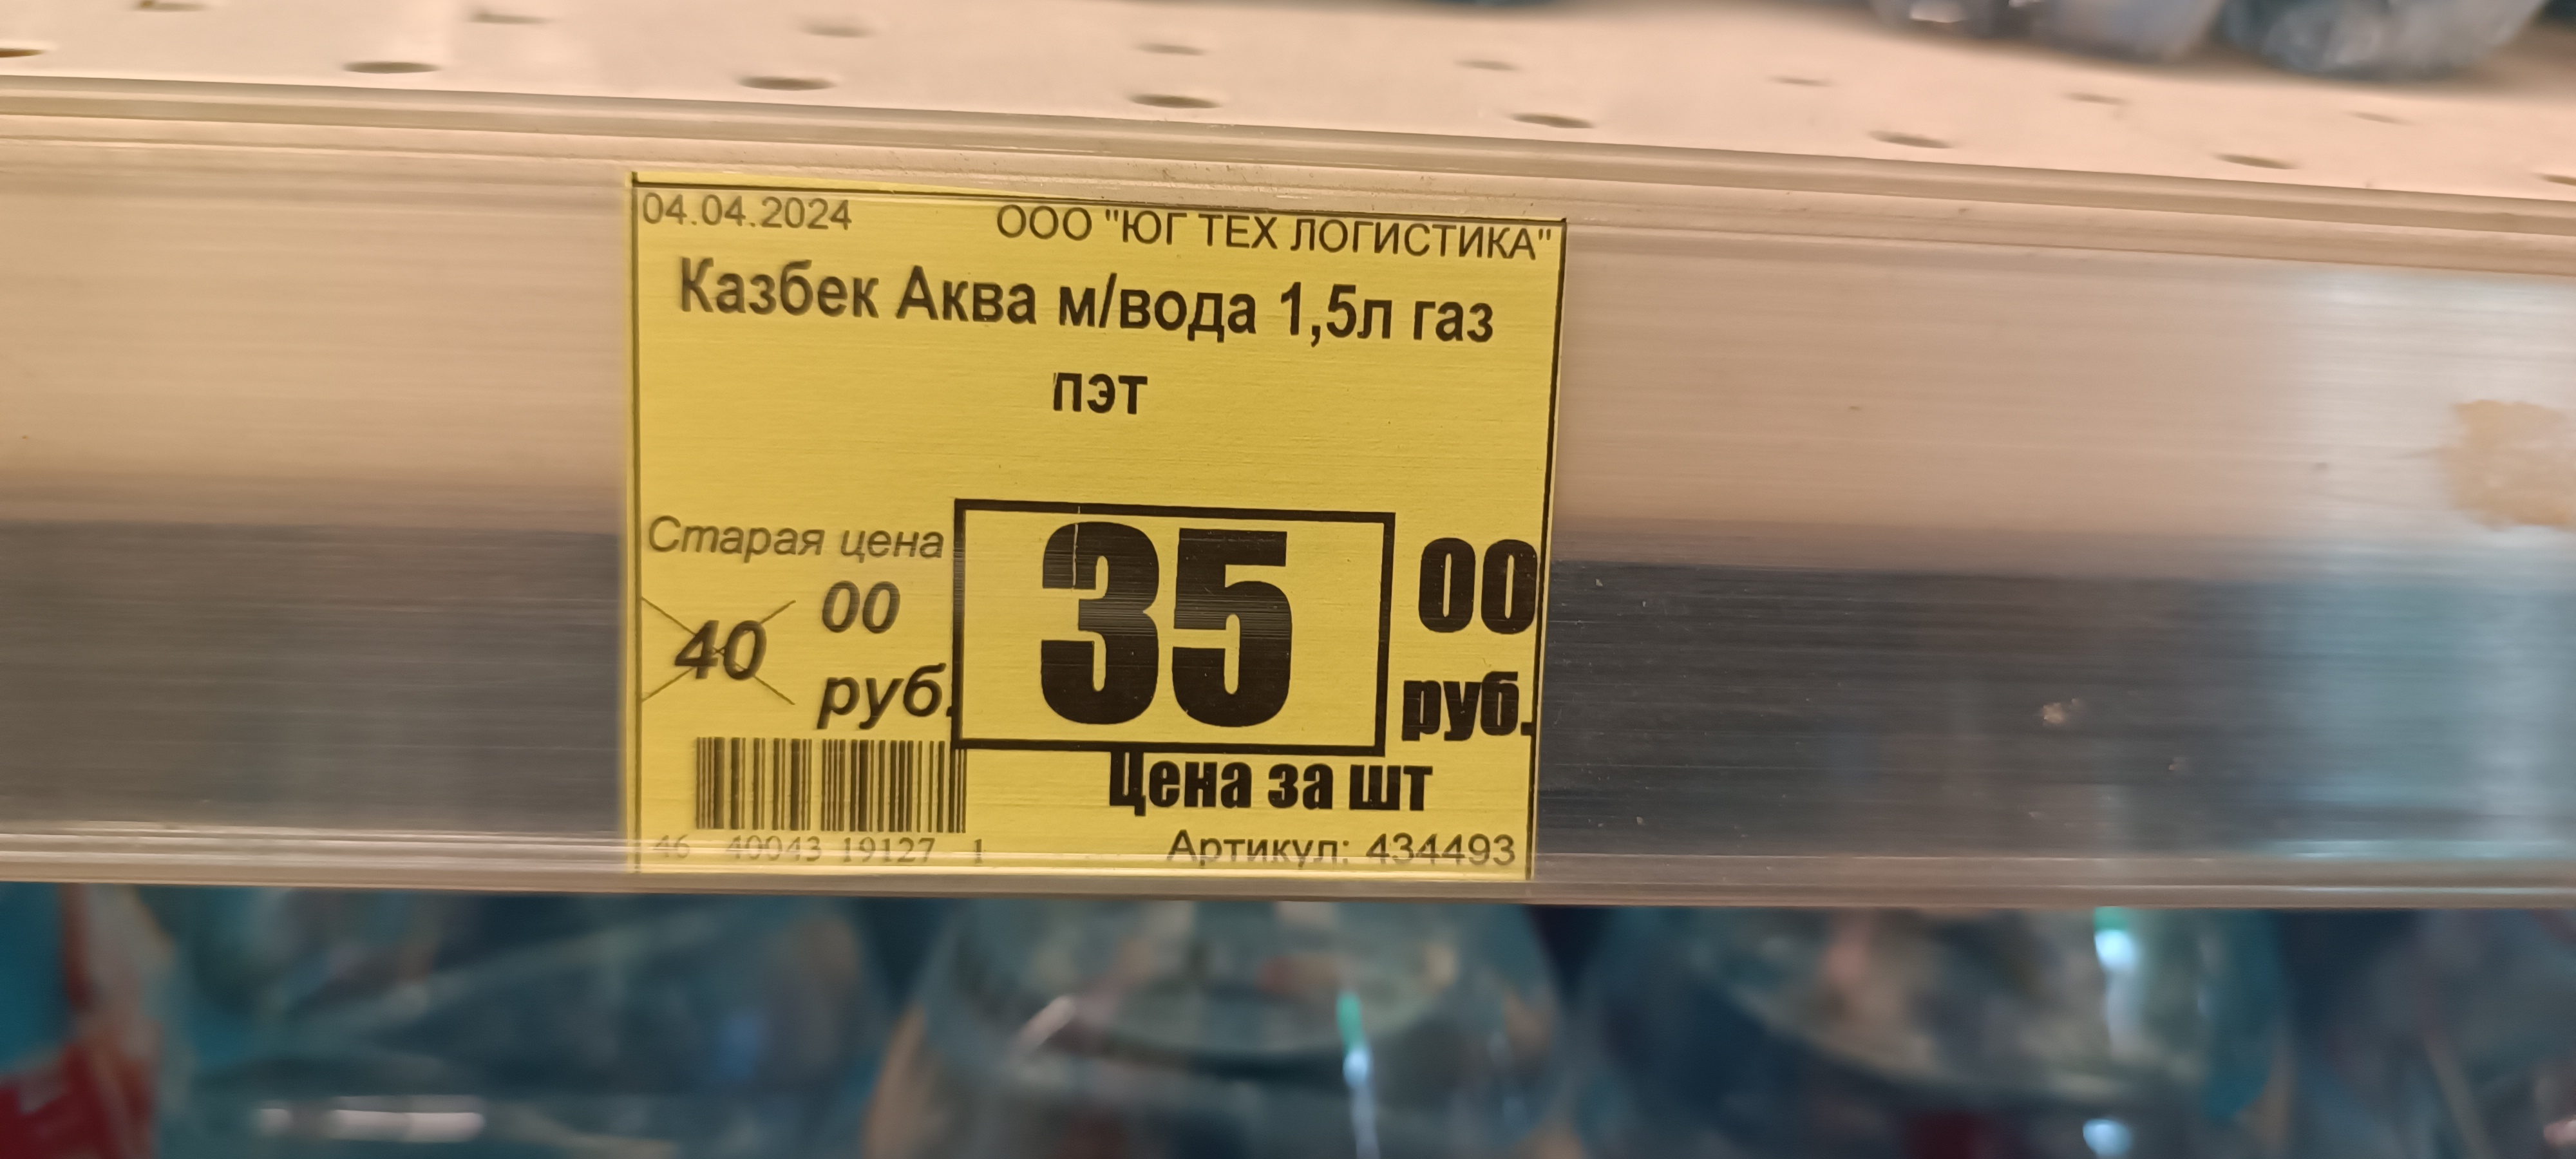 04.04.2024 ООО "ЮГ ТЕХ ЛОГИСТИКА"
Казбек Аква м/вода 1,5л газ
пэт
Старая цена
40 00 руб.
35 00 руб.
Цена за шт
46 40043 19127 1
Артикул: 434493